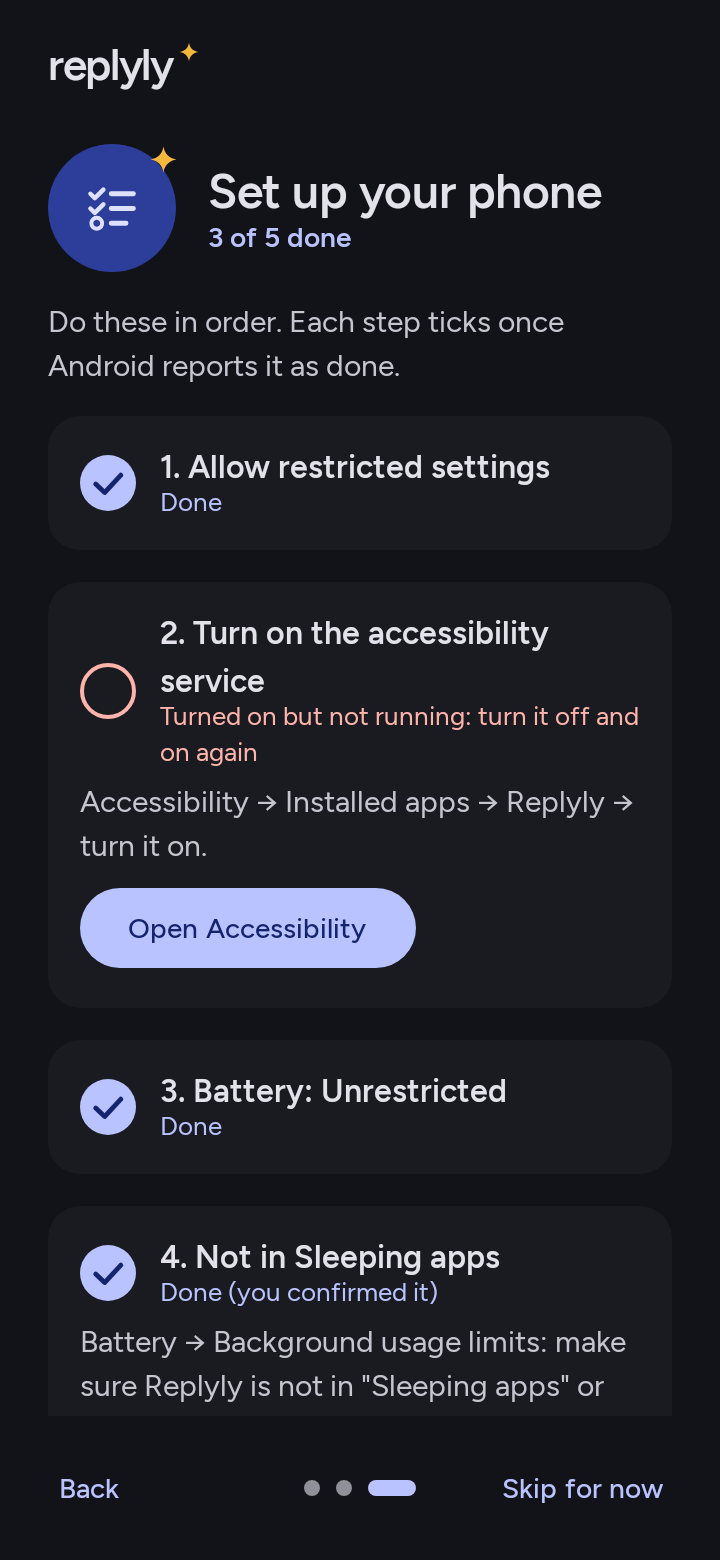 replyly
Set up your phone
3 of 5 done
Do these in order. Each step ticks once
Android reports it as done.
1. Allow restricted settings
Done
2. Turn on the accessibility
service
Turned on but not running: turn it off and
on again
Accessibility → Installed apps → Replyly →
turn it on.
Open Accessibility
3. Battery: Unrestricted
Done
4. Not in Sleeping apps
Done (you confirmed it)
Battery → Background usage limits: make
sure Replyly is not in "Sleeping apps" or
Back
Skip for now